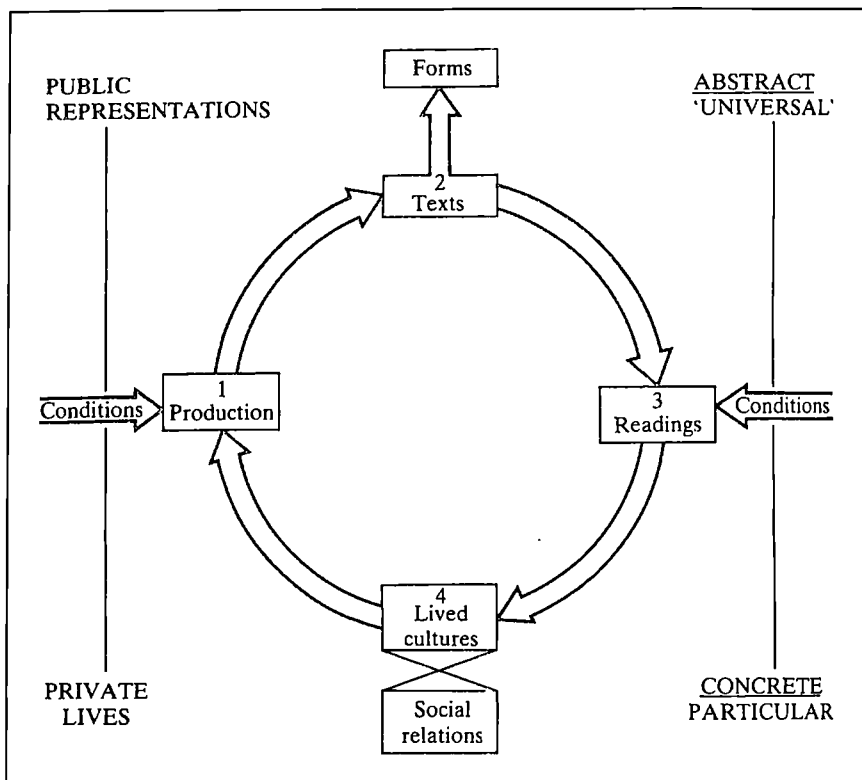 Forms
PUBLIC
REPRESENTATIONS
ABSTRACT
'UNIVERSAL'
2
Texts
1
Production
Conditions
3
Readings
Conditions
4
Lived
cultures
PRIVATE
LIVES
Social
relations
CONCRETE
PARTICULAR